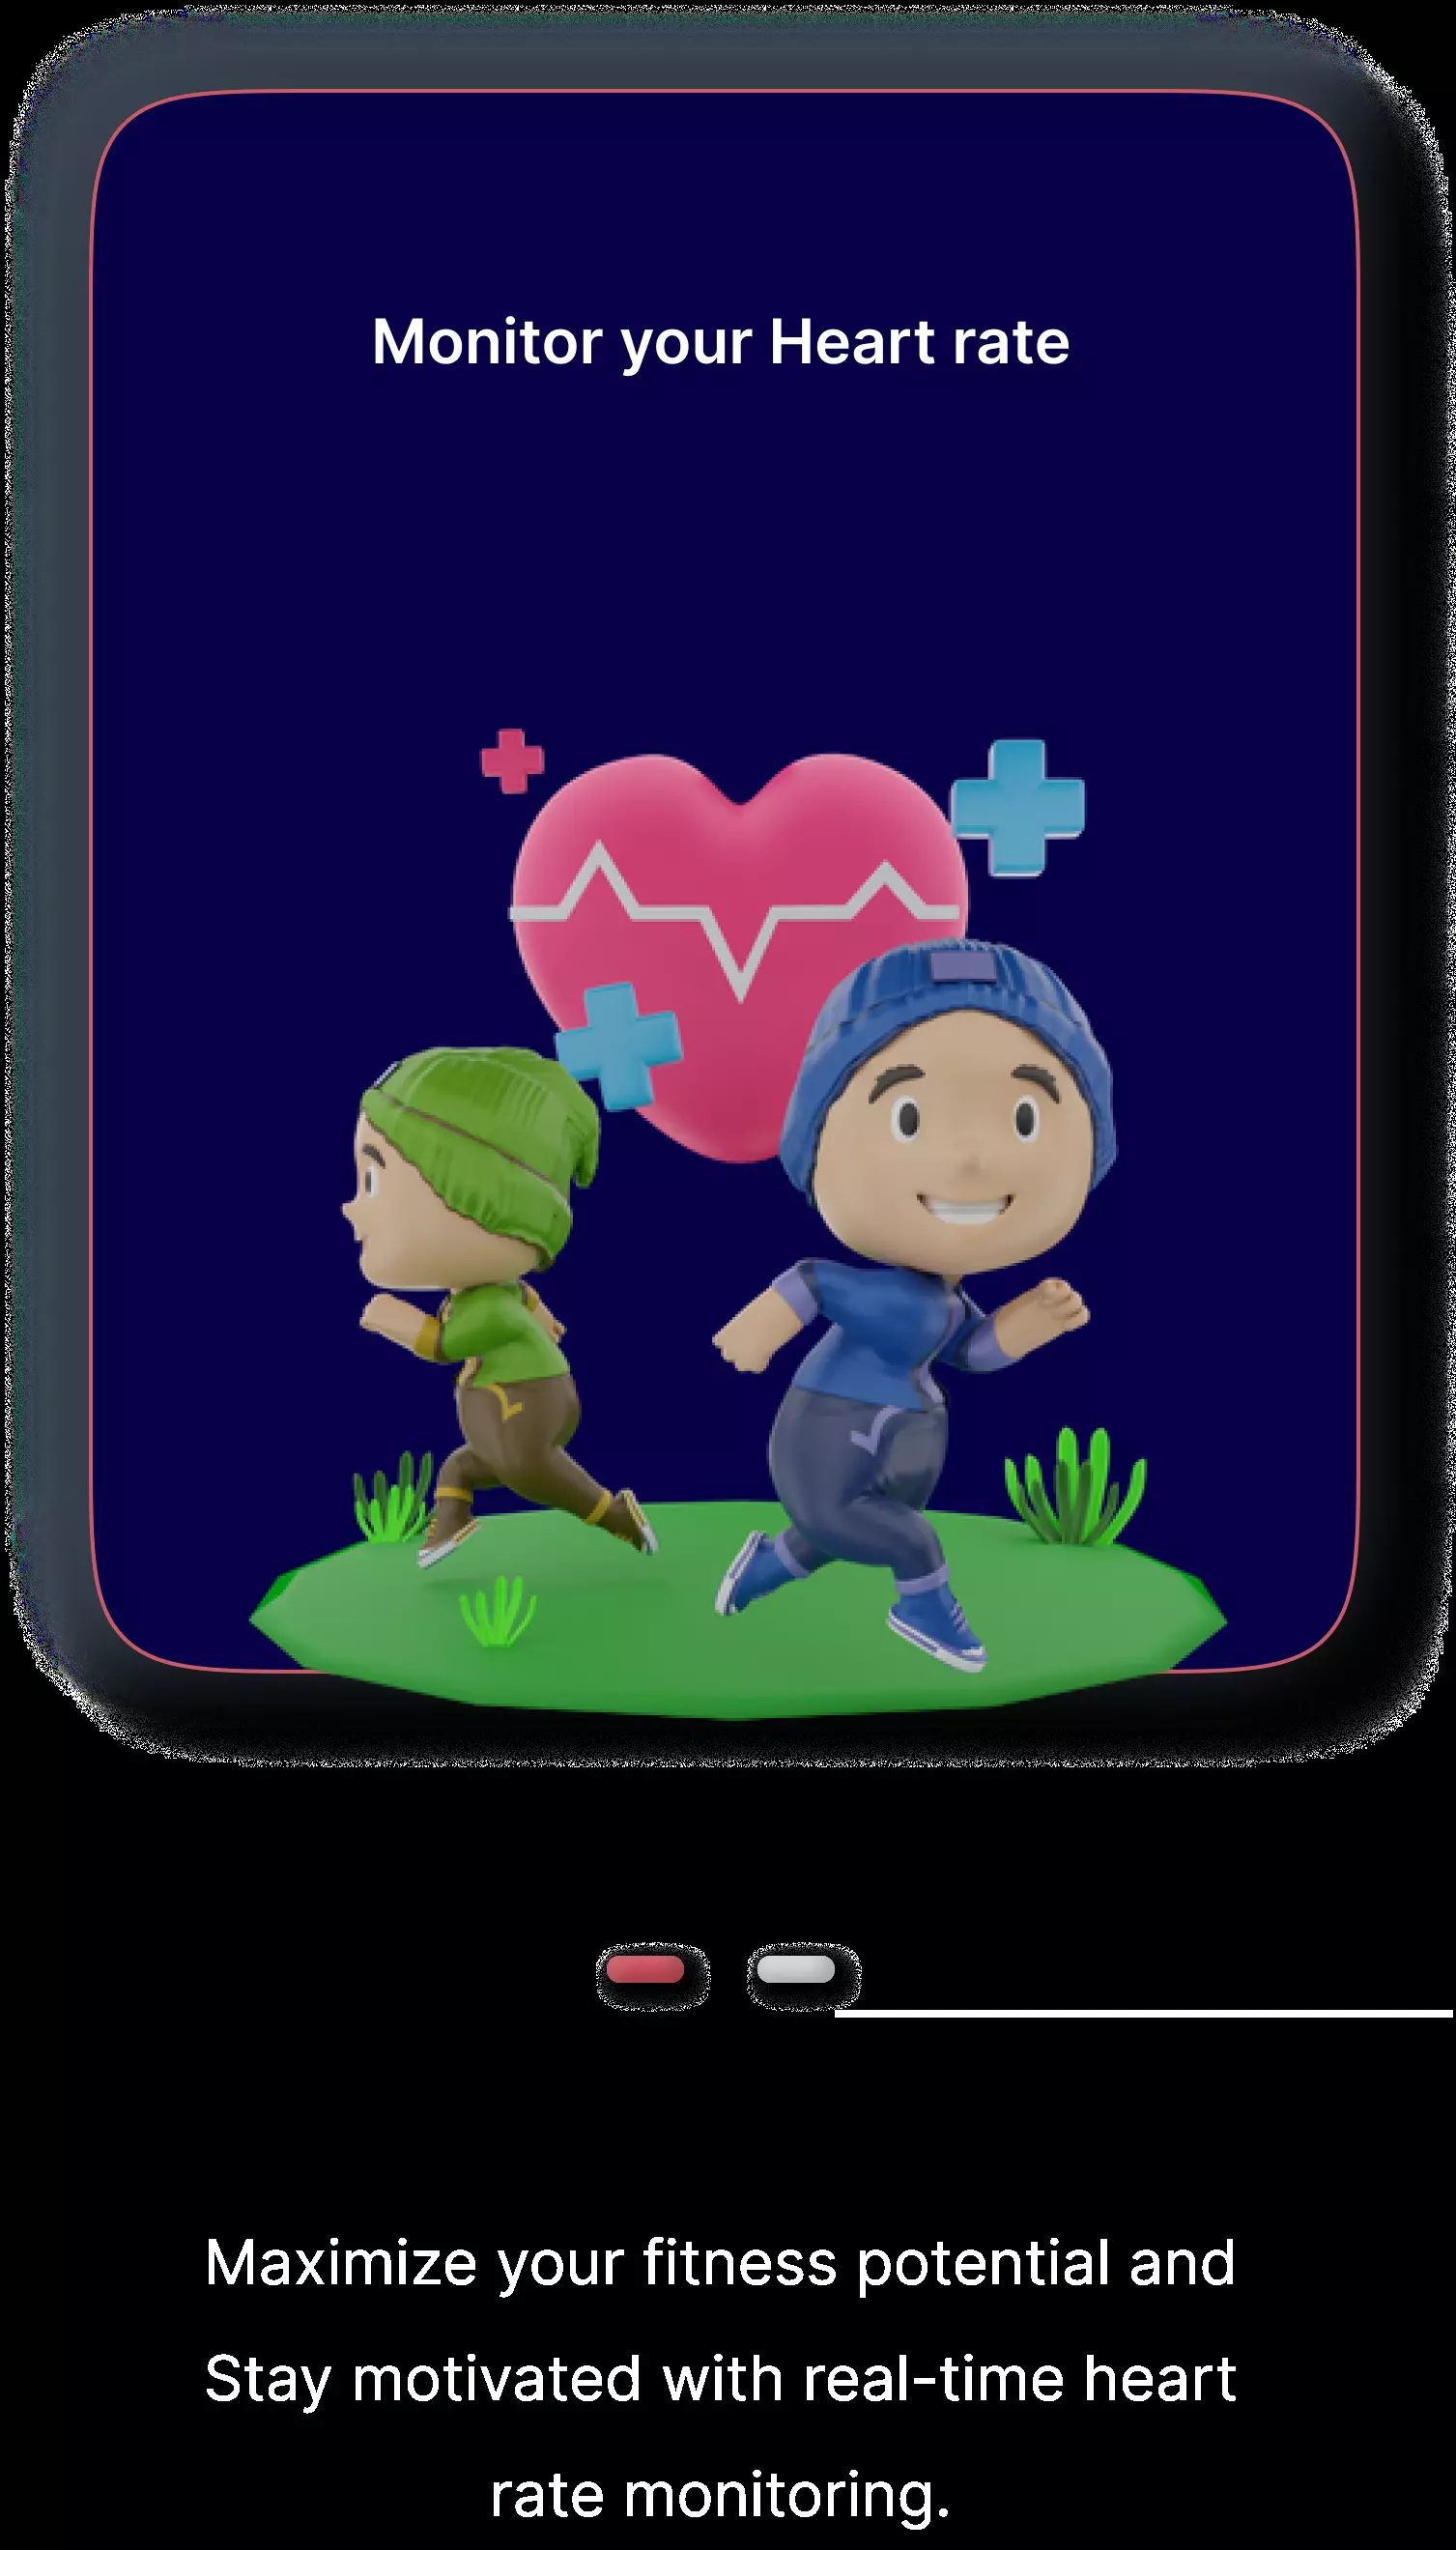 Monitor your Heart rate
Maximize your fitness potential and
Stay motivated with real-time heart
rate monitoring.